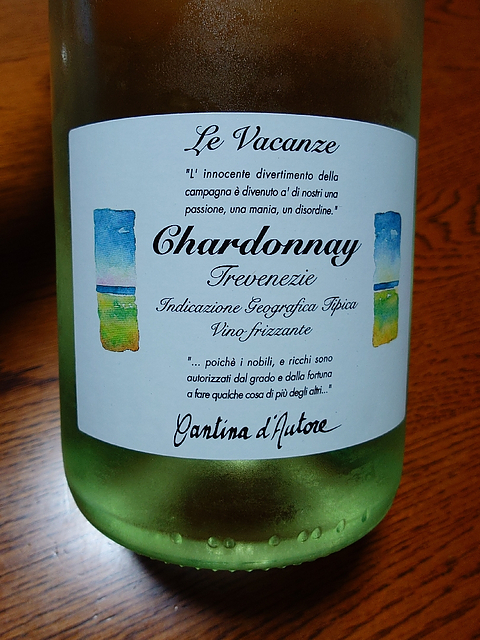 Le Vacanze
"L' innocente divertimento della
campagna è divenuto a' di nostri una
passione, una mania, un disordine."
Chardonnay
Trevenezie
Indicazione Geografica Tipica
Vino frizzante
"... poichè i nobili, e ricchi sono
autorizzati dal grado e dalla fortuna
a fare qualche cosa di più degli altri..."
Cantina d'Autore